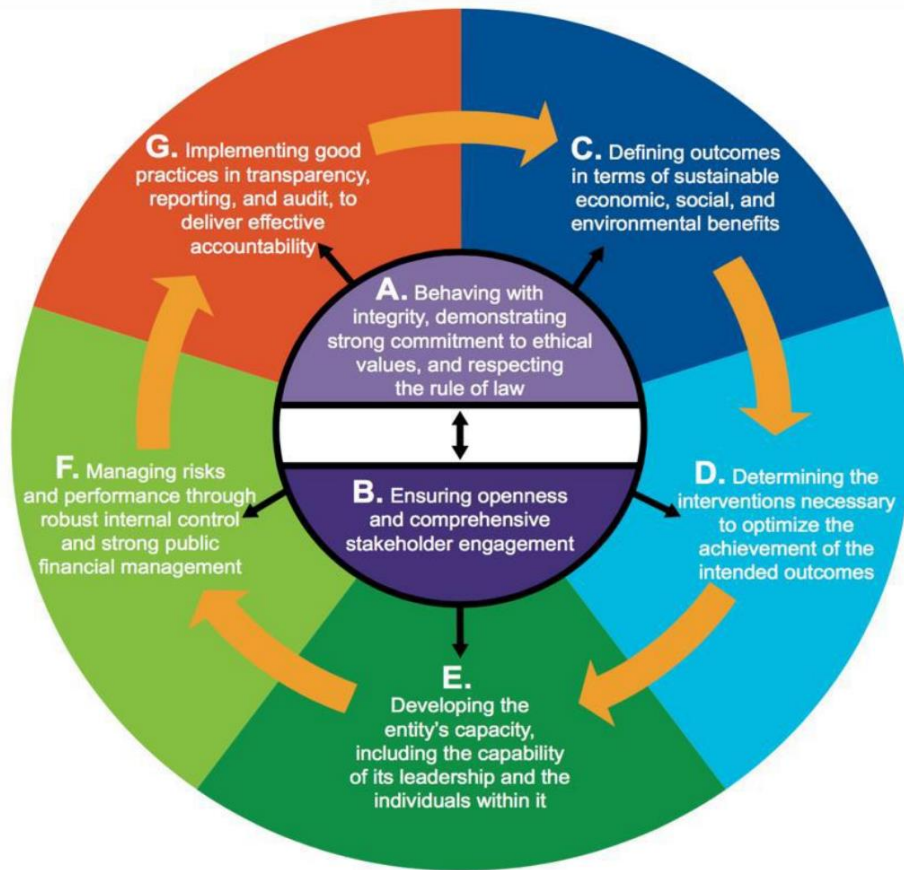 A. Behaving with
integrity, demonstrating
strong commitment to ethical
values, and respecting
the rule of law
B. Ensuring openness
and comprehensive
stakeholder engagement
C. Defining outcomes
in terms of sustainable
economic, social, and
environmental benefits
D. Determining the
interventions necessary
to optimize the
achievement of the
intended outcomes
E.
Developing the
entity's capacity,
including the capability
of its leadership and the
individuals within it
F. Managing risks
and performance through
robust internal control
and strong public
financial management
G. Implementing good
practices in transparency,
reporting, and audit, to
deliver effective
accountability